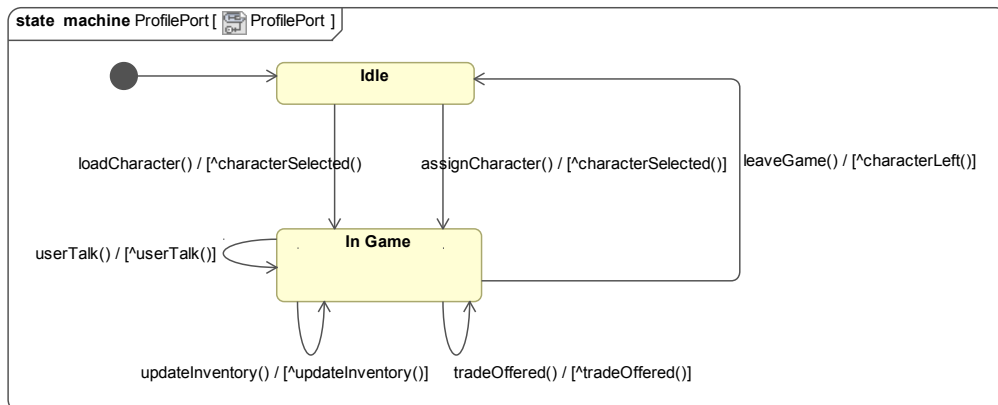 state machine ProfilePort [ ProfilePort ]
Idle
loadCharacter() / [^characterSelected()
assignCharacter() / [^characterSelected()]
leaveGame() / [^characterLeft()]
In Game
userTalk() / [^userTalk()]
updateInventory() / [^updateInventory()]
tradeOffered() / [^tradeOffered()]